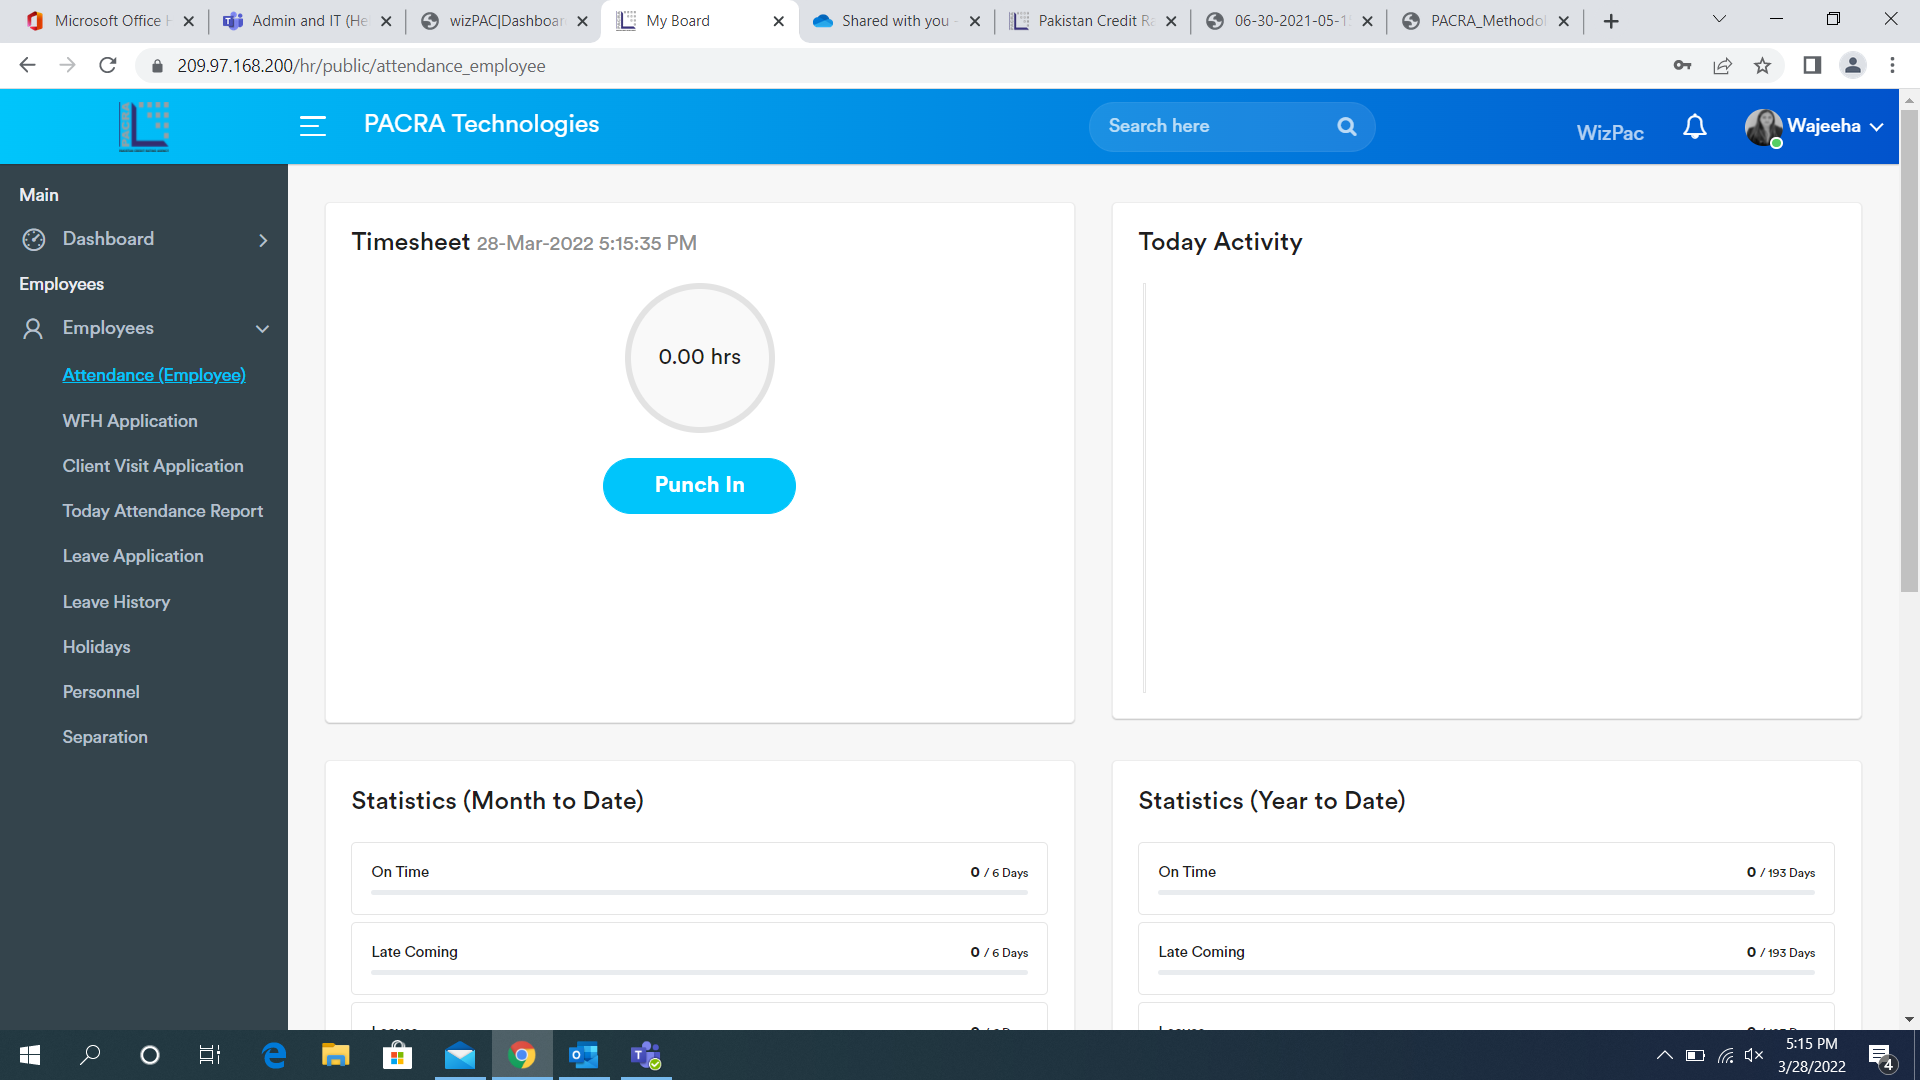 Microsoft Office H
Admin and IT (He
wizPAC|Dashboar
My Board
Shared with you -
Pakistan Credit Ra
06-30-2021-05-1
PACRA_Methodol
209.97.168.200/hr/public/attendance_employee
PACRA
PACRA Technologies
Search here
WizPac
Wajeeha
Main
Dashboard
Employees
Employees
Attendance (Employee)
WFH Application
Client Visit Application
Today Attendance Report
Leave Application
Leave History
Holidays
Personnel
Separation
Timesheet 28-Mar-2022 5:15:35 PM
0.00 hrs
Punch In
Today Activity
Statistics (Month to Date)
On Time 0 / 6 Days
Late Coming 0 / 6 Days
Statistics (Year to Date)
On Time 0 / 193 Days
Late Coming 0 / 193 Days
5:15 PM
3/28/2022
4